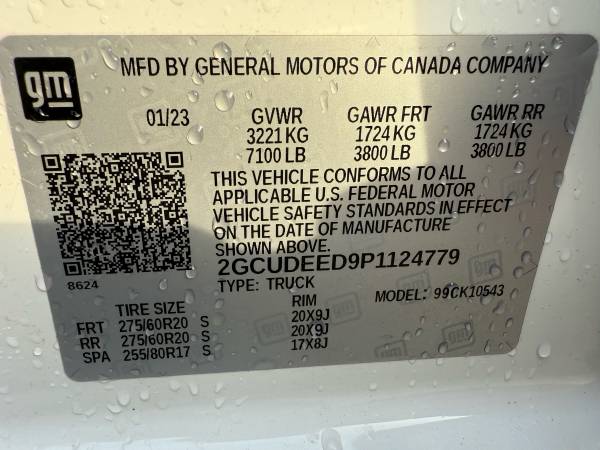 gm
MFD BY GENERAL MOTORS OF CANADA COMPANY
01/23 GVWR GAWR FRT GAWR RR
3221 KG 1724 KG 1724 KG
7100 LB 3800 LB 3800 LB
THIS VEHICLE CONFORMS TO ALL
APPLICABLE U.S. FEDERAL MOTOR
VEHICLE SAFETY STANDARDS IN EFFECT
ON THE DATE OF MANUFACTURE
SHOWN ABOVE.
2GCUDEED9P1124779
8624
TYPE: TRUCK MODEL: 99CK10543
TIRE SIZE RIM
FRT 275/60R20 S 20X9J
RR 275/60R20 S 20X9J
SPA 255/80R17 S 17X8J